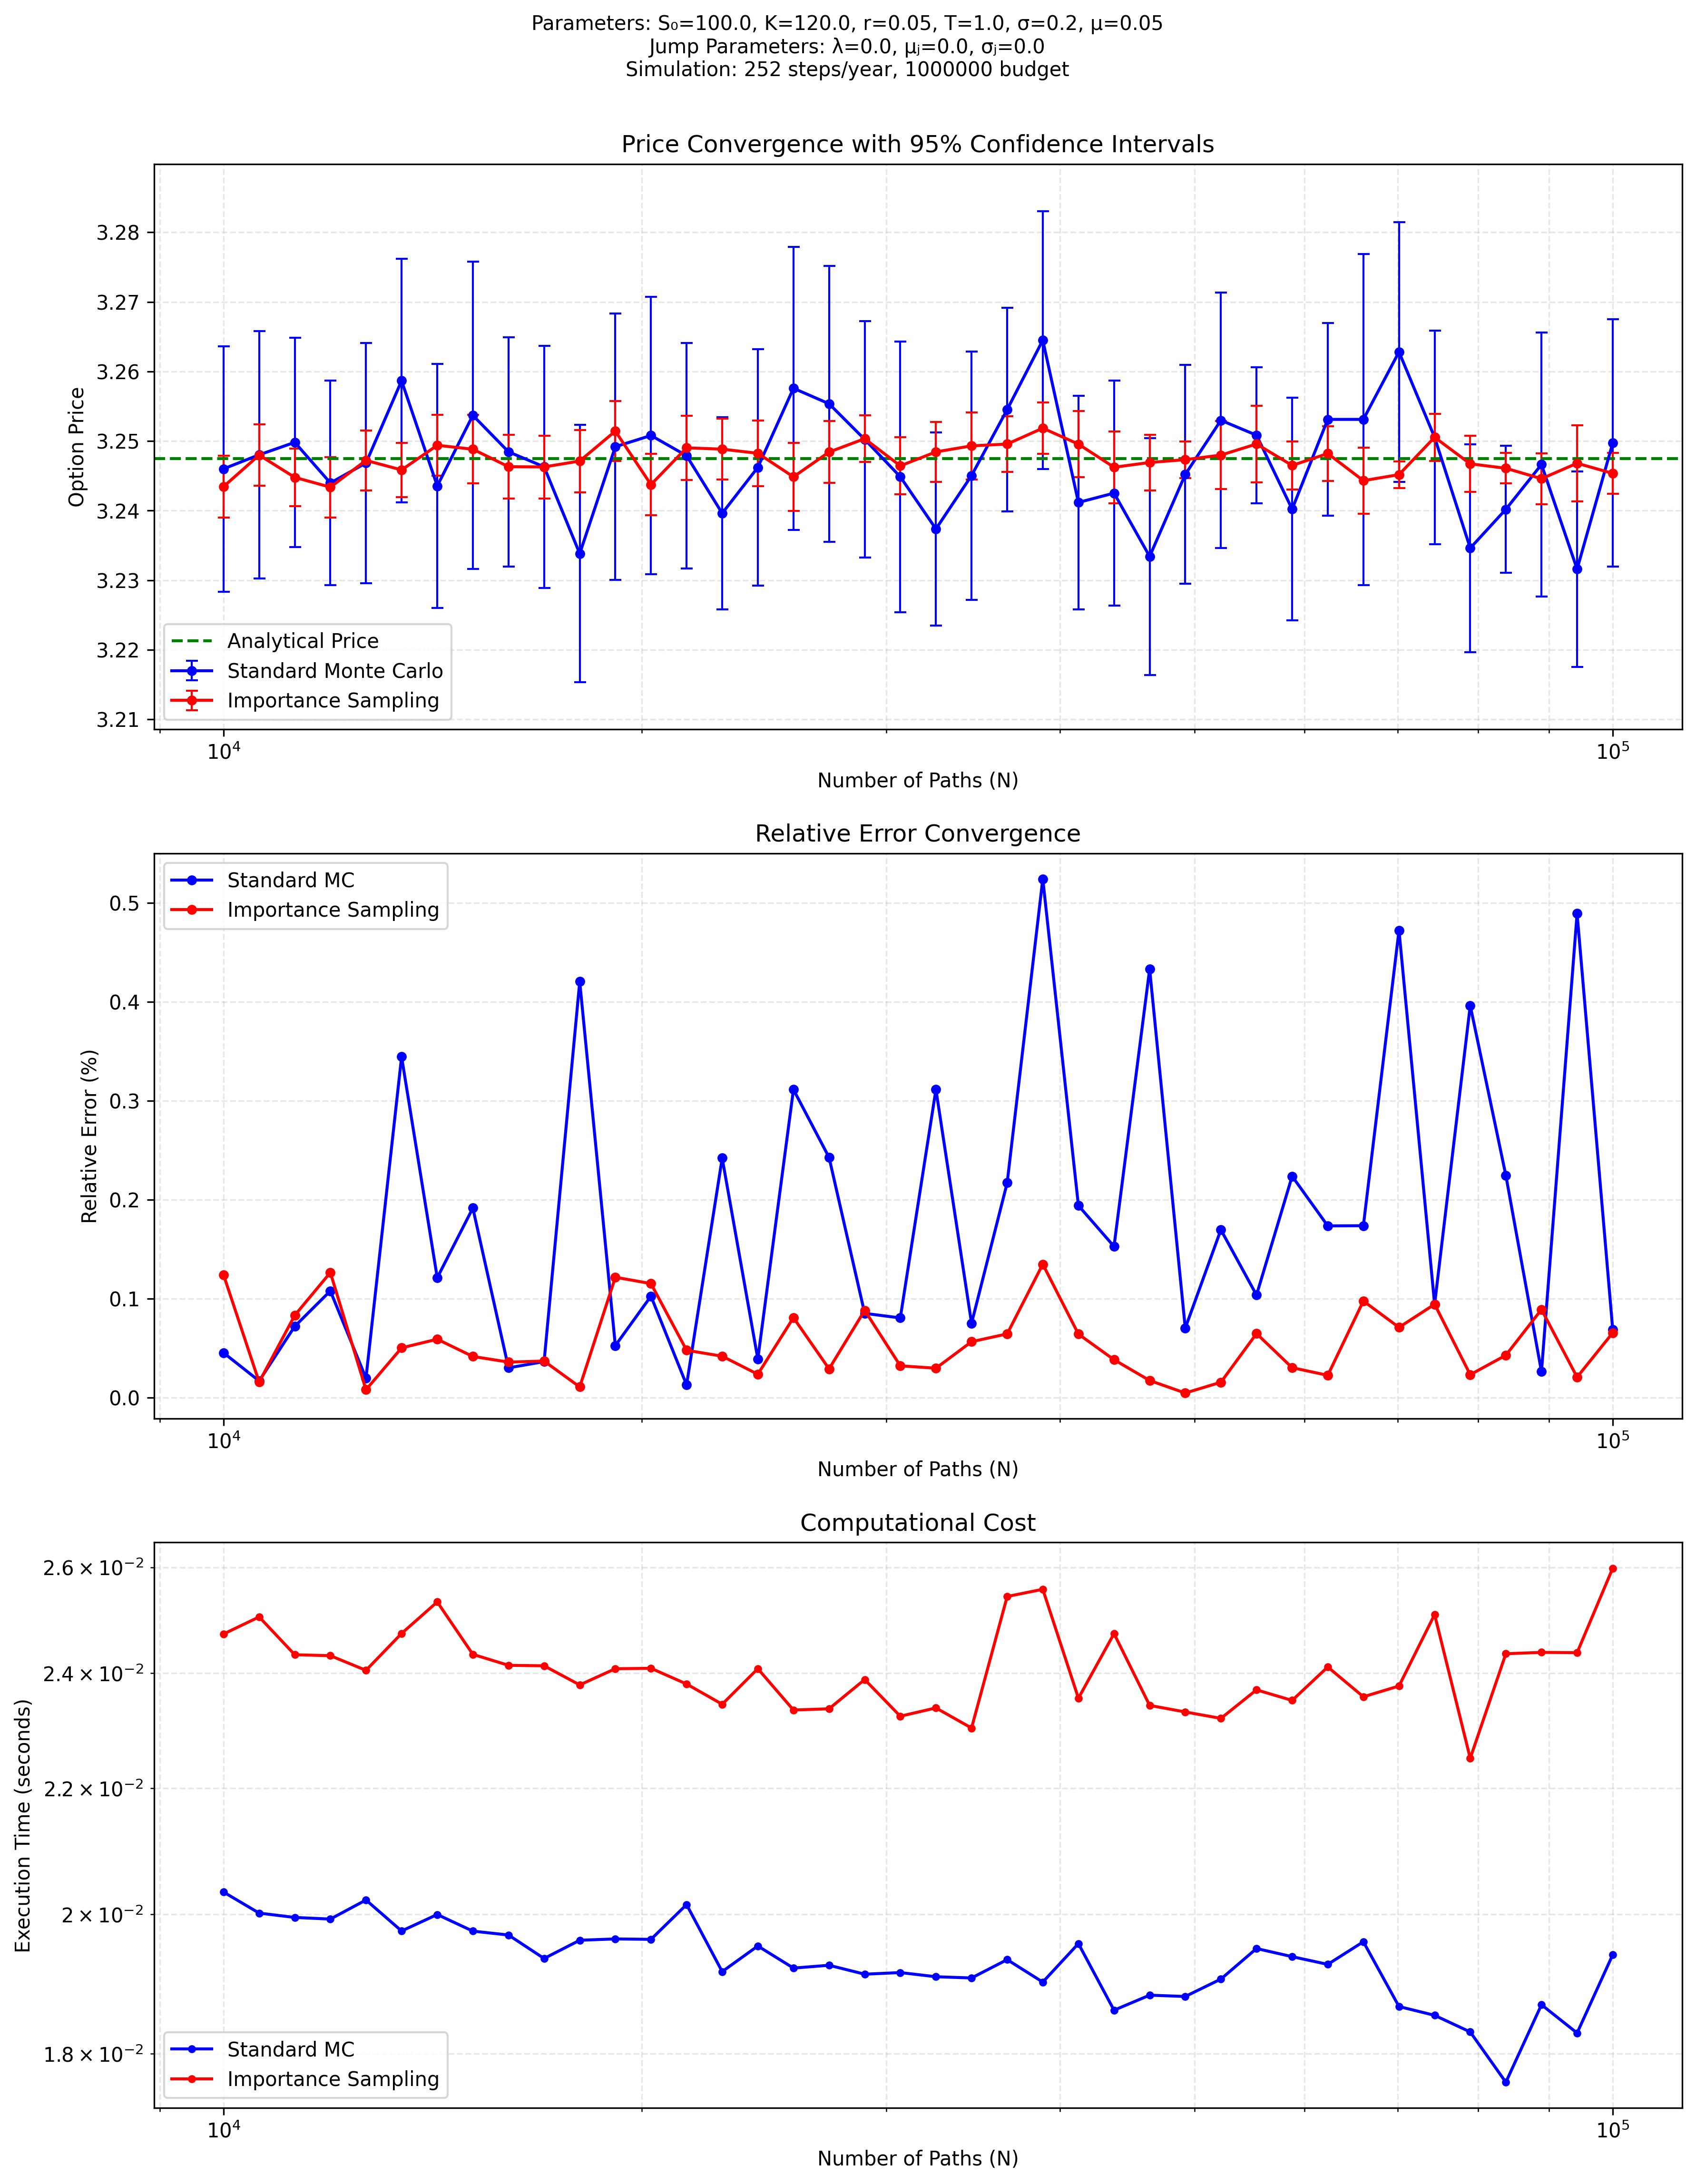 Parameters: S₀=100.0, K=120.0, r=0.05, T=1.0, σ=0.2, μ=0.05
Jump Parameters: λ=0.0, μⱼ=0.0, σⱼ=0.0
Simulation: 252 steps/year, 1000000 budget
Price Convergence with 95% Confidence Intervals
Option Price
3.28
3.27
3.26
3.25
3.24
3.23
3.22
3.21
Analytical Price
Standard Monte Carlo
Importance Sampling
10⁴
10⁵
Number of Paths (N)
Relative Error Convergence
Relative Error (%)
0.5
0.4
0.3
0.2
0.1
0.0
Standard MC
Importance Sampling
10⁴
10⁵
Number of Paths (N)
Computational Cost
Execution Time (seconds)
2.6 × 10⁻²
2.4 × 10⁻²
2.2 × 10⁻²
2 × 10⁻²
1.8 × 10⁻²
Standard MC
Importance Sampling
10⁴
10⁵
Number of Paths (N)